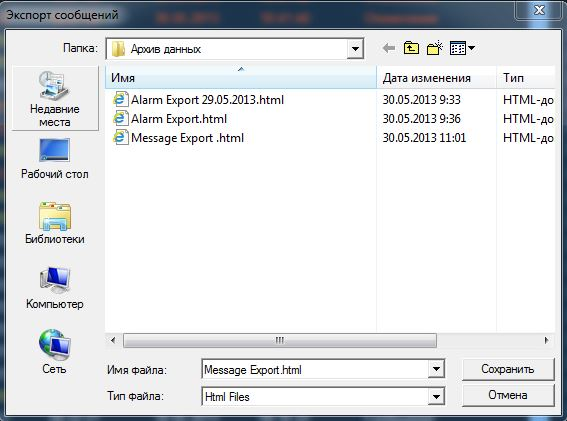 Экспорт сообщений
Папка: Архив данных
Имя Дата изменения Тип
Alarm Export 29.05.2013.html 30.05.2013 9:33 HTML-до
Alarm Export.html 30.05.2013 9:36 HTML-до
Message Export .html 30.05.2013 11:01 HTML-до
Недавние
места
Рабочий стол
Библиотеки
Компьютер
Сеть
Имя файла: Message Export.html Сохранить
Тип файла: Html Files Отмена